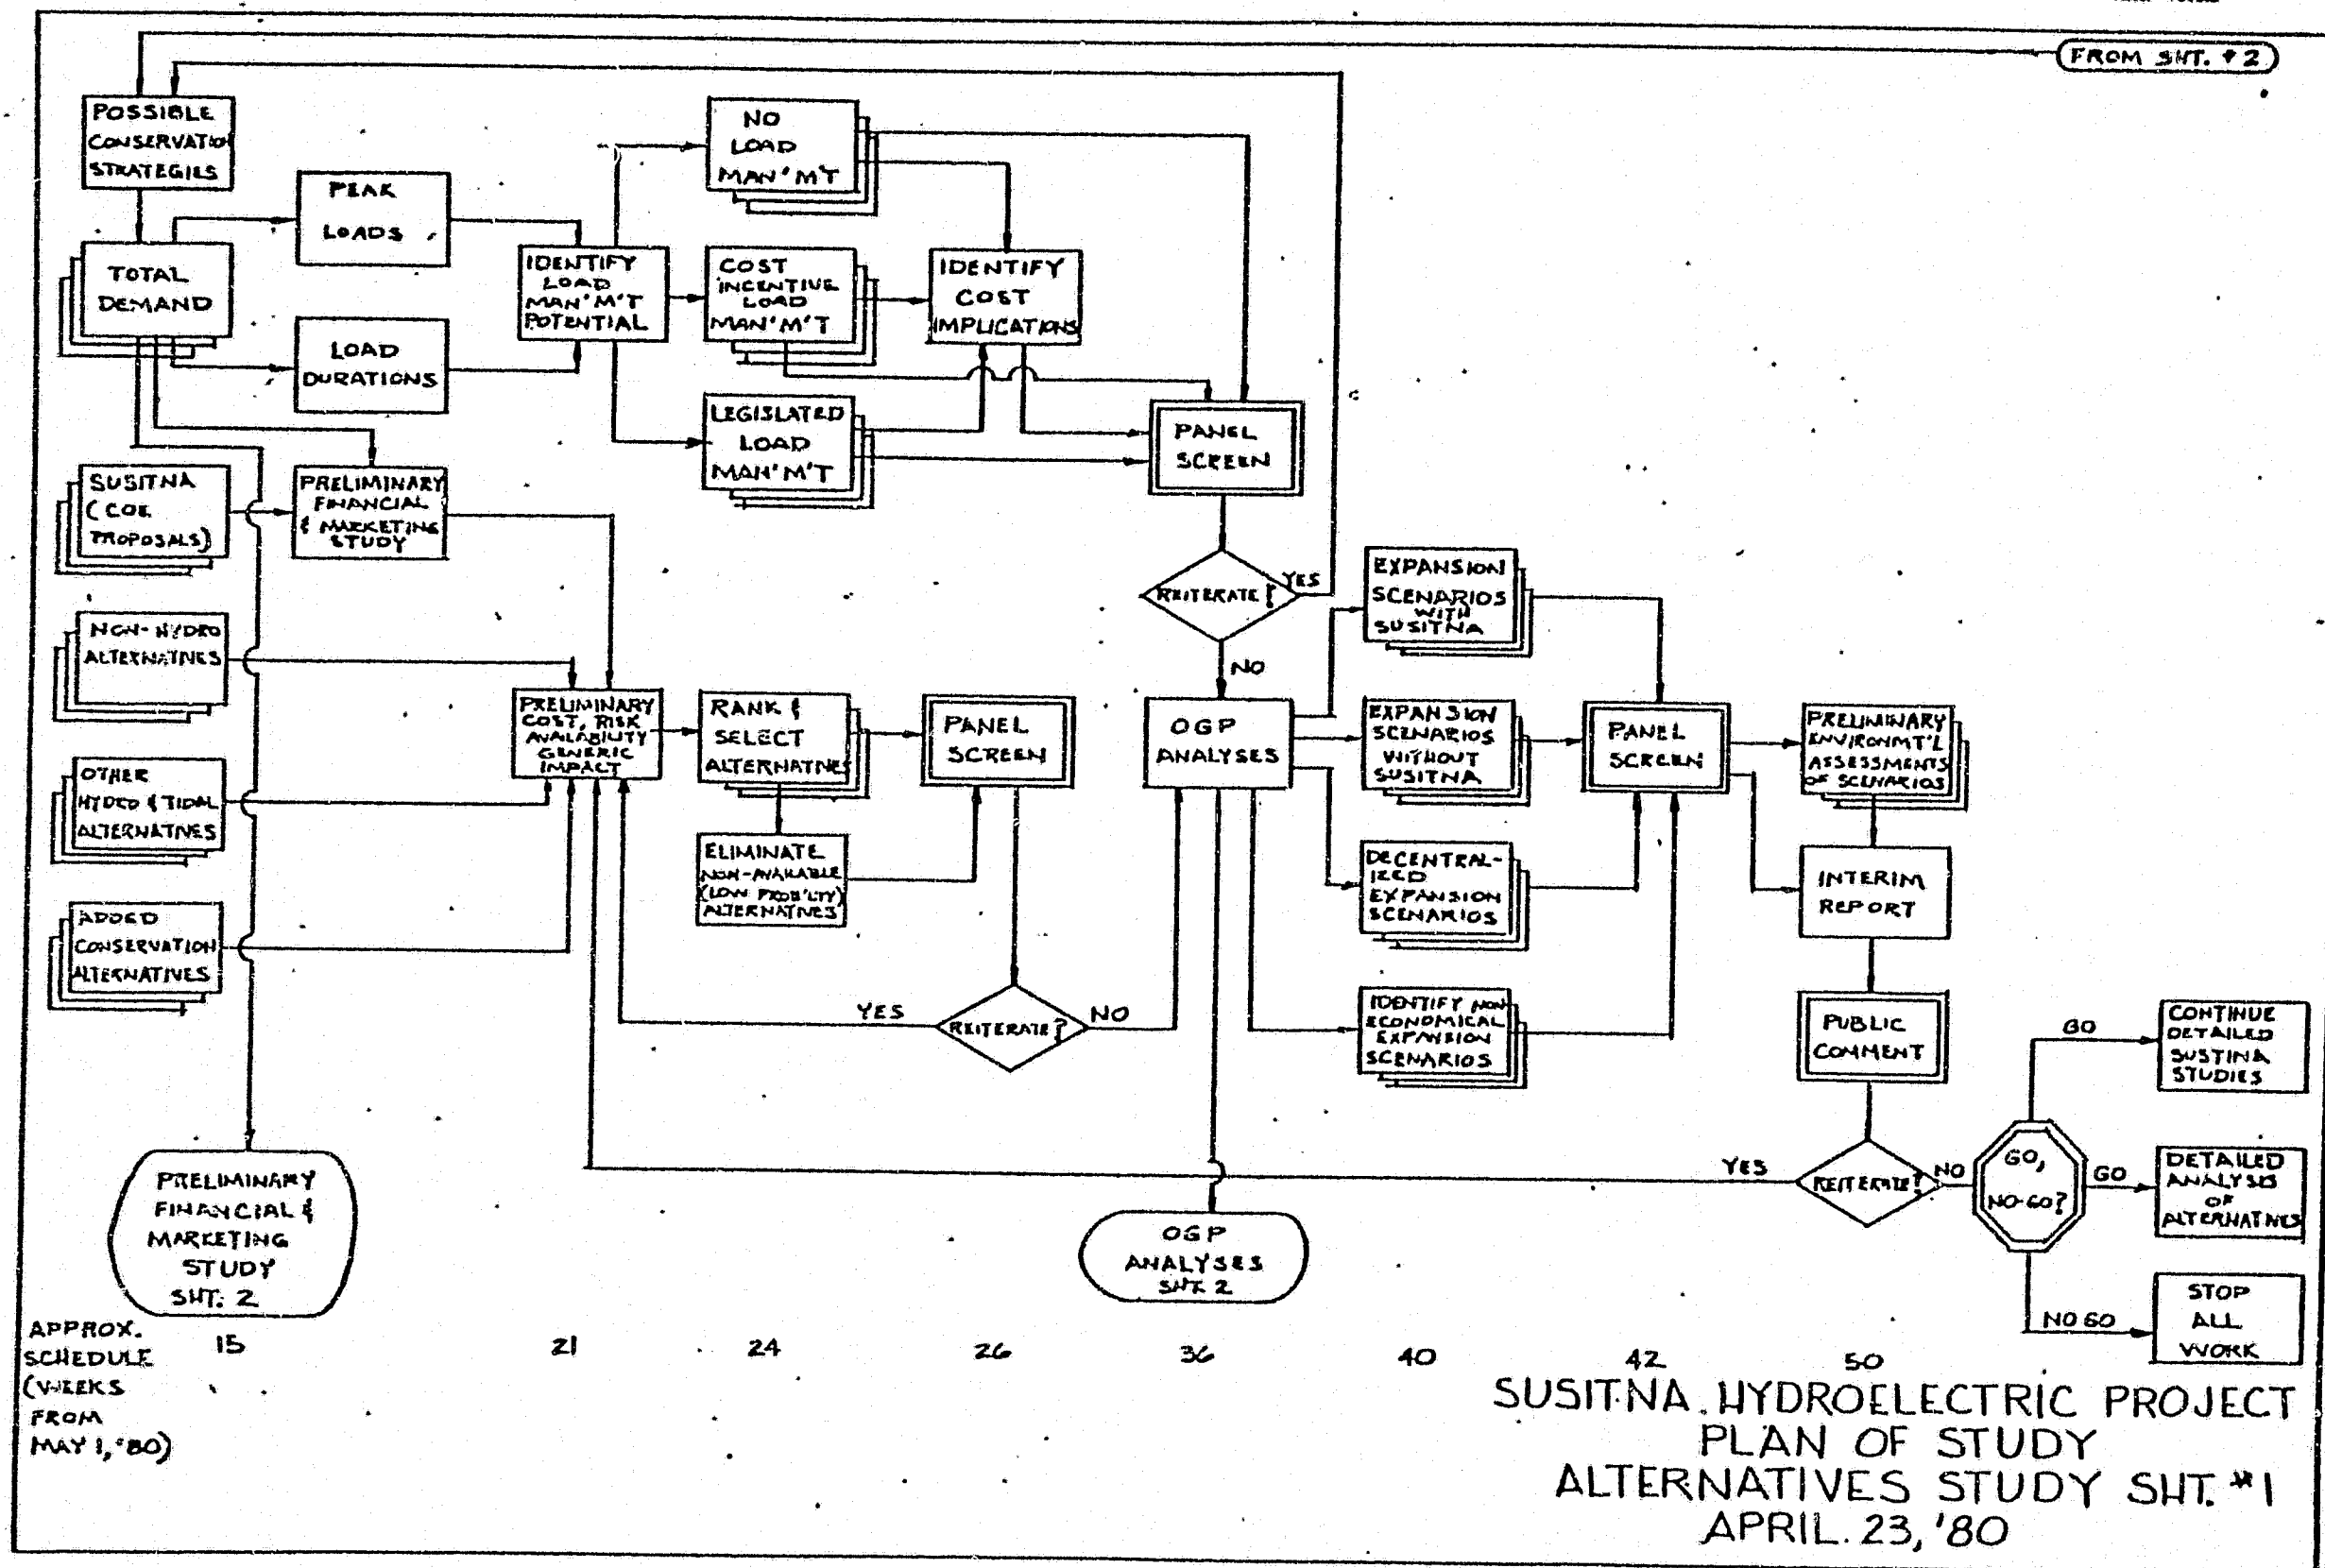 FROM SHT. #2
POSSIBLE
CONSERVATION
STRATEGIES
PEAK
LOADS
TOTAL
DEMAND
LOAD
DURATIONS
IDENTIFY
LOAD
MAN'M'T
POTENTIAL
NO
LOAD
MAN'M'T
COST
INCENTIVE
LOAD
MAN'M'T
LEGISLATED
LOAD
MAN'M'T
IDENTIFY
COST
IMPLICATIONS
PANEL
SCREEN
REITERATE?
YES
NO
SUSITNA
(COE
PROPOSALS)
PRELIMINARY
FINANCIAL
& MARKETING
STUDY
NON-HYDRO
ALTERNATIVES
OTHER
HYDRO & TIDAL
ALTERNATIVES
ADDED
CONSERVATION
ALTERNATIVES
PRELIMINARY
COST, RISK
AVAILABILITY
GENERIC
IMPACT
RANK &
SELECT
ALTERNATIVES
ELIMINATE
NON-AVAILABLE
(LOW PROB'LTY)
ALTERNATIVES
PANEL
SCREEN
YES
REITERATE?
NO
OGP
ANALYSES
EXPANSION
SCENARIOS
WITH
SUSITNA
EXPANSION
SCENARIOS
WITHOUT
SUSITNA
DECENTRAL-
IZED
EXPANSION
SCENARIOS
IDENTIFY NON
ECONOMICAL
EXPANSION
SCENARIOS
PANEL
SCREEN
PRELIMINARY
ENVIRONMT'L
ASSESSMENTS
OF SCENARIOS
INTERIM
REPORT
PUBLIC
COMMENT
YES
REITERATE?
NO
GO,
NO-GO?
GO
CONTINUE
DETAILED
SUSTINA
STUDIES
GO
DETAILED
ANALYSIS
OF
ALTERNATIVES
NO GO
STOP
ALL
WORK
PRELIMINARY
FINANCIAL &
MARKETING
STUDY
SHT. 2
OGP
ANALYSES
SHT. 2
APPROX.
SCHEDULE
(WEEKS
FROM
MAY 1, '80)
15 21 24 26 36 40 42 50
SUSITNA HYDROELECTRIC PROJECT
PLAN OF STUDY
ALTERNATIVES STUDY SHT. #1
APRIL. 23, '80